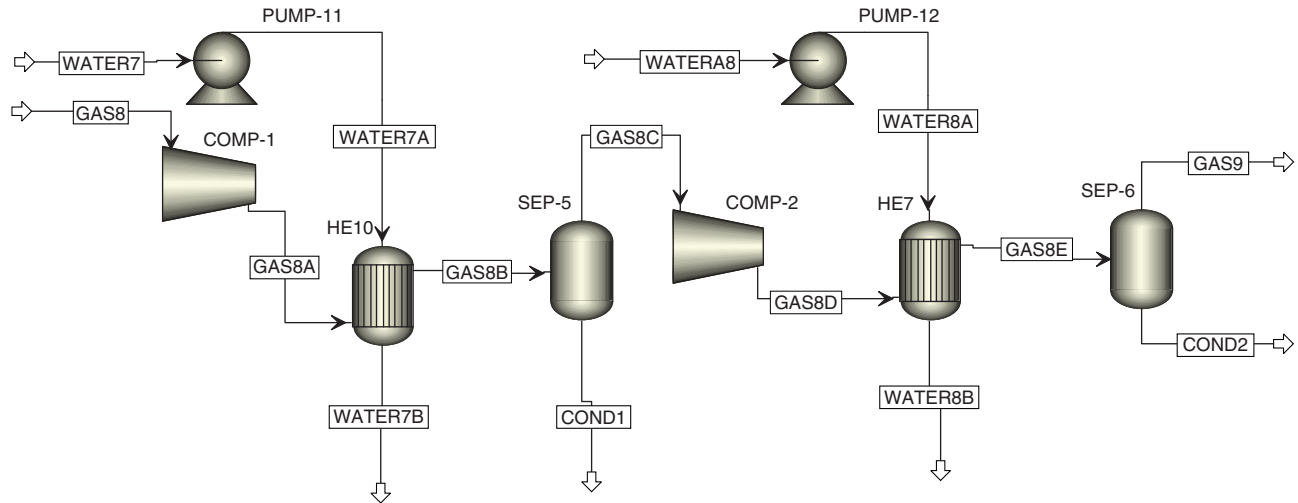 PUMP-11
PUMP-12
WATER7
WATERA8
GAS8
WATER7A
GAS8C
WATER8A
COMP-1
GAS9
SEP-5
COMP-2
HE7
SEP-6
HE10
GAS8A
GAS8B
GAS8E
GAS8D
COND2
WATER7B
COND1
WATER8B